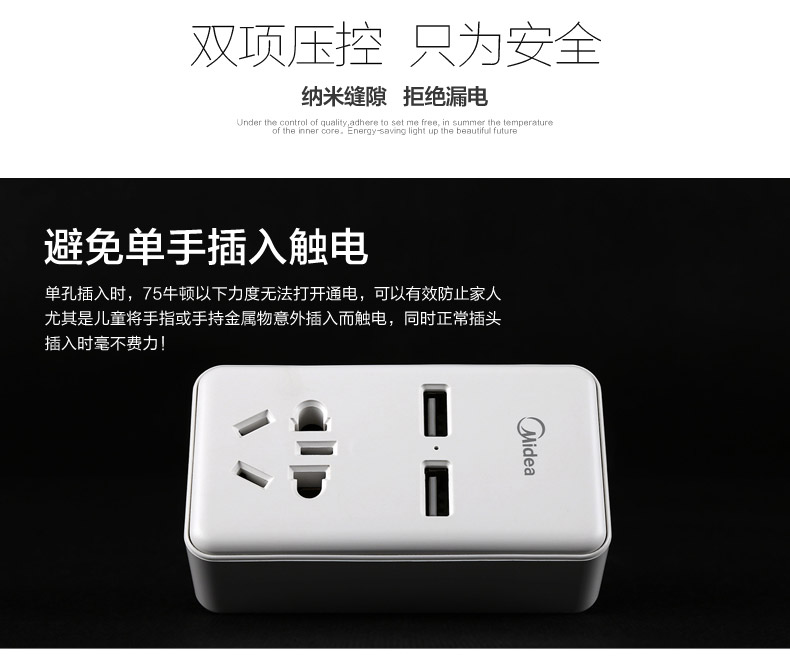 双项压控 只为安全
纳米缝隙 拒绝漏电
Under the control of quality,adhere to set me free, in summer the temperature
of the inner core。Energy-saving light up the beautiful future
避免单手插入触电
单孔插入时，75牛顿以下力度无法打开通电，可以有效防止家人
尤其是儿童将手指或手持金属物意外插入而触电，同时正常插头
插入时毫不费力！
Midea